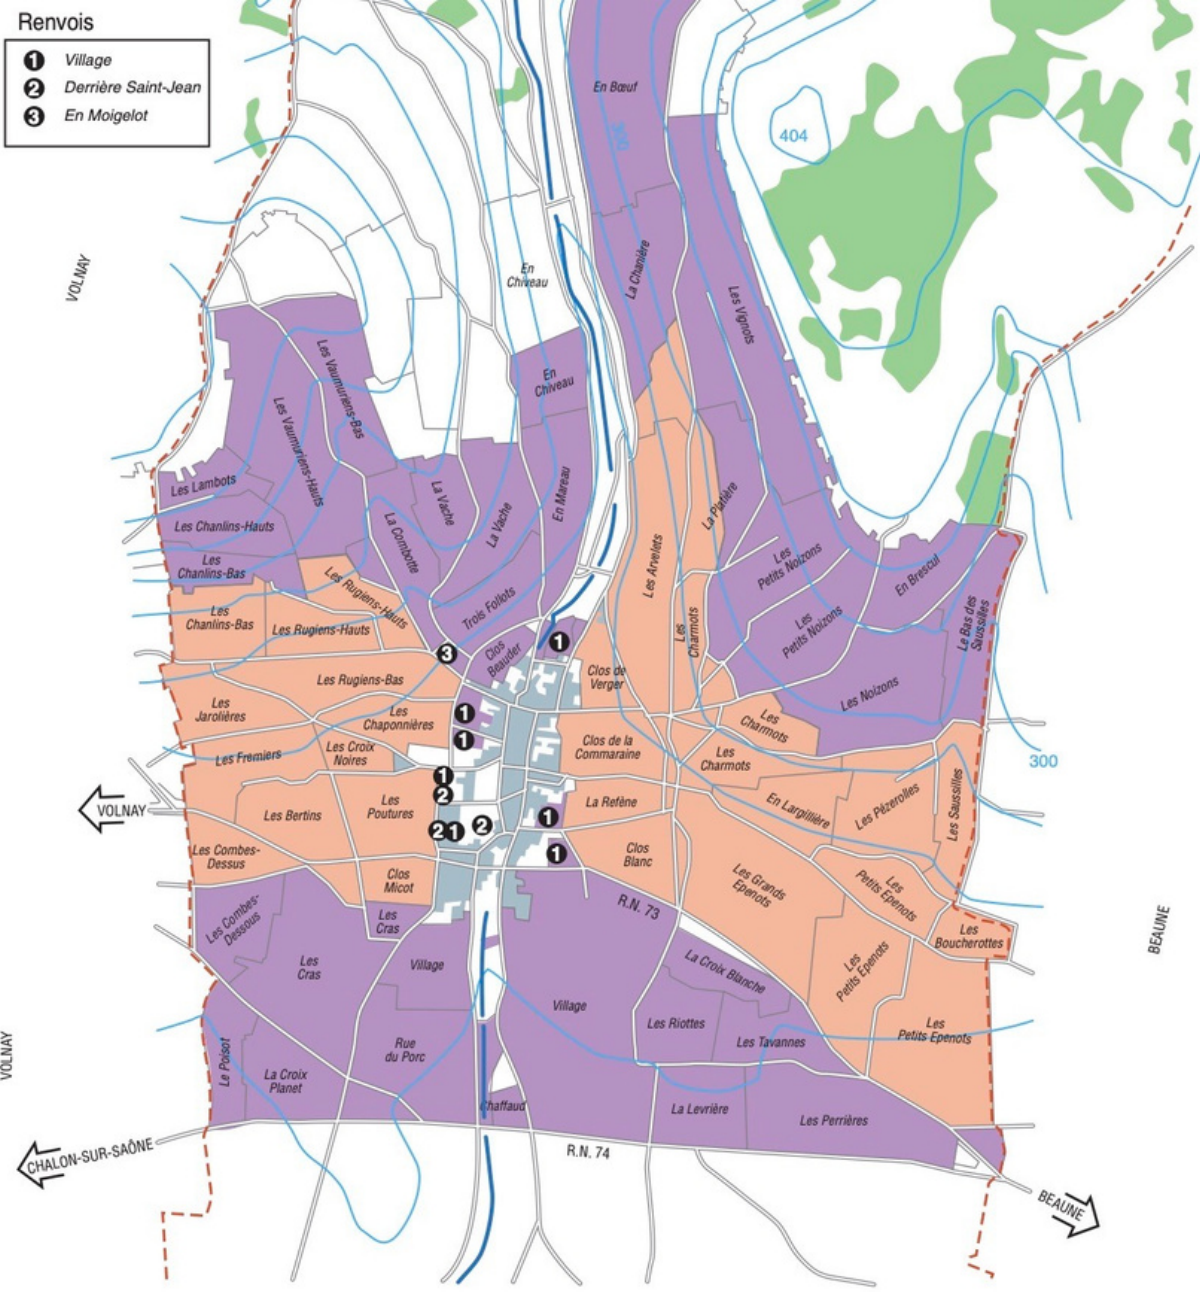 Renvois
1 Village
2 Derrière Saint-Jean
3 En Moigelot
En Bœuf
300
404
VOLNAY
La Chanière
En
Chiveau
Les Vignots
Les Vaumuriens-Bas
En
Chiveau
Les Vaumuriens-Hauts
Les Lambots
La Vache
La Vache
En Mareau
La Platière
Les Chanlins-Hauts
La Combotte
Les
Chanlins-Bas
Les Arvelets
Les
Petits Noizons
En Brescul
Les Rugiens-Hauts
Trois Follots
Les
Petits Noizons
Le Bas des
Saussilles
Les
Chanlins-Bas
Les Rugiens-Hauts
Les
Charmots
1
3
Clos
Beauder
Les Rugiens-Bas
Clos de
Verger
Les Noizons
Les
Jarolières
Les
Chaponnières
1
Les
Charmots
1
Les Fremiers
Les Croix
Noires
Clos de la
Commaraine
Les
Charmots
300
1
2
VOLNAY
Les Bertins
Les
Poutures
La Refène
En Largillière
Les Pézerolles
Les Saussilles
2
1
2
1
Les Combes-
Dessus
Clos
Blanc
1
Clos
Micot
Les Grands
Epenots
Les
Petits Epenots
Les Combes-
Dessous
Les
Cras
R.N. 73
Les
Boucherottes
BEAUNE
Les
Cras
Village
La Croix Blanche
Les
Petits Epenots
Village
Les Riottes
Les Tavannes
Les
Petits Epenots
VOLNAY
Le Poisot
La Croix
Planet
Rue
du Porc
Chaffaud
La Levrière
Les Perrières
CHALON-SUR-SAÔNE
R.N. 74
BEAUNE